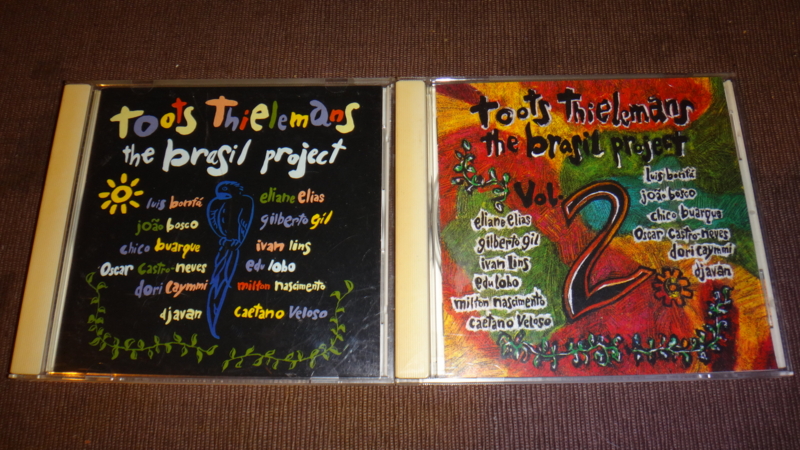 toots Thielemans
the brasil project
luis bonfá
joão bosco
chico buarque
Oscar Castro-neves
dori caymmi
djavan
eliane elias
gilberto gil
ivan lins
edu lobo
milton nascimento
caetano veloso
toots Thielemans
the brasil project
Vol: 2
luis bonfá
joão bosco
chico buarque
Oscar Castro-neves
dori caymmi
djavan
eliane elias
gilberto gil
ivan lins
edu lobo
milton nascimento
caetano veloso